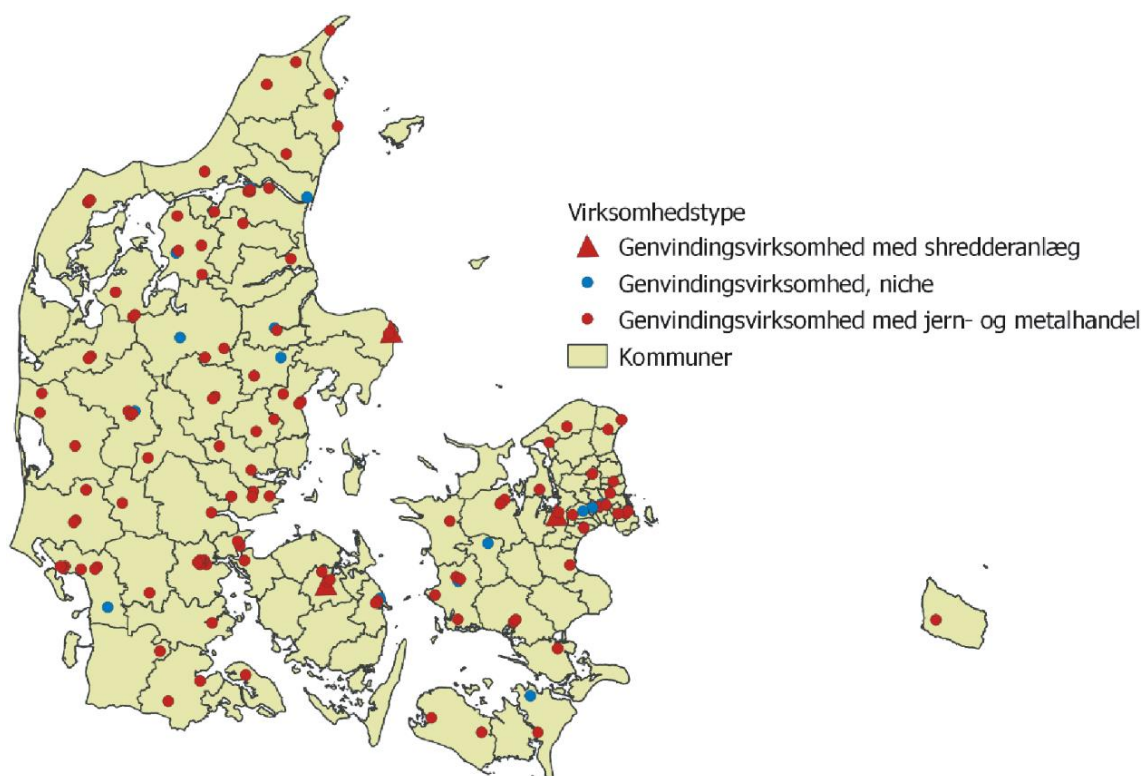 Virksomhedstype
Genvindingsvirksomhed med shredderanlæg
Genvindingsvirksomhed, niche
Genvindingsvirksomhed med jern- og metalhandel
Kommuner